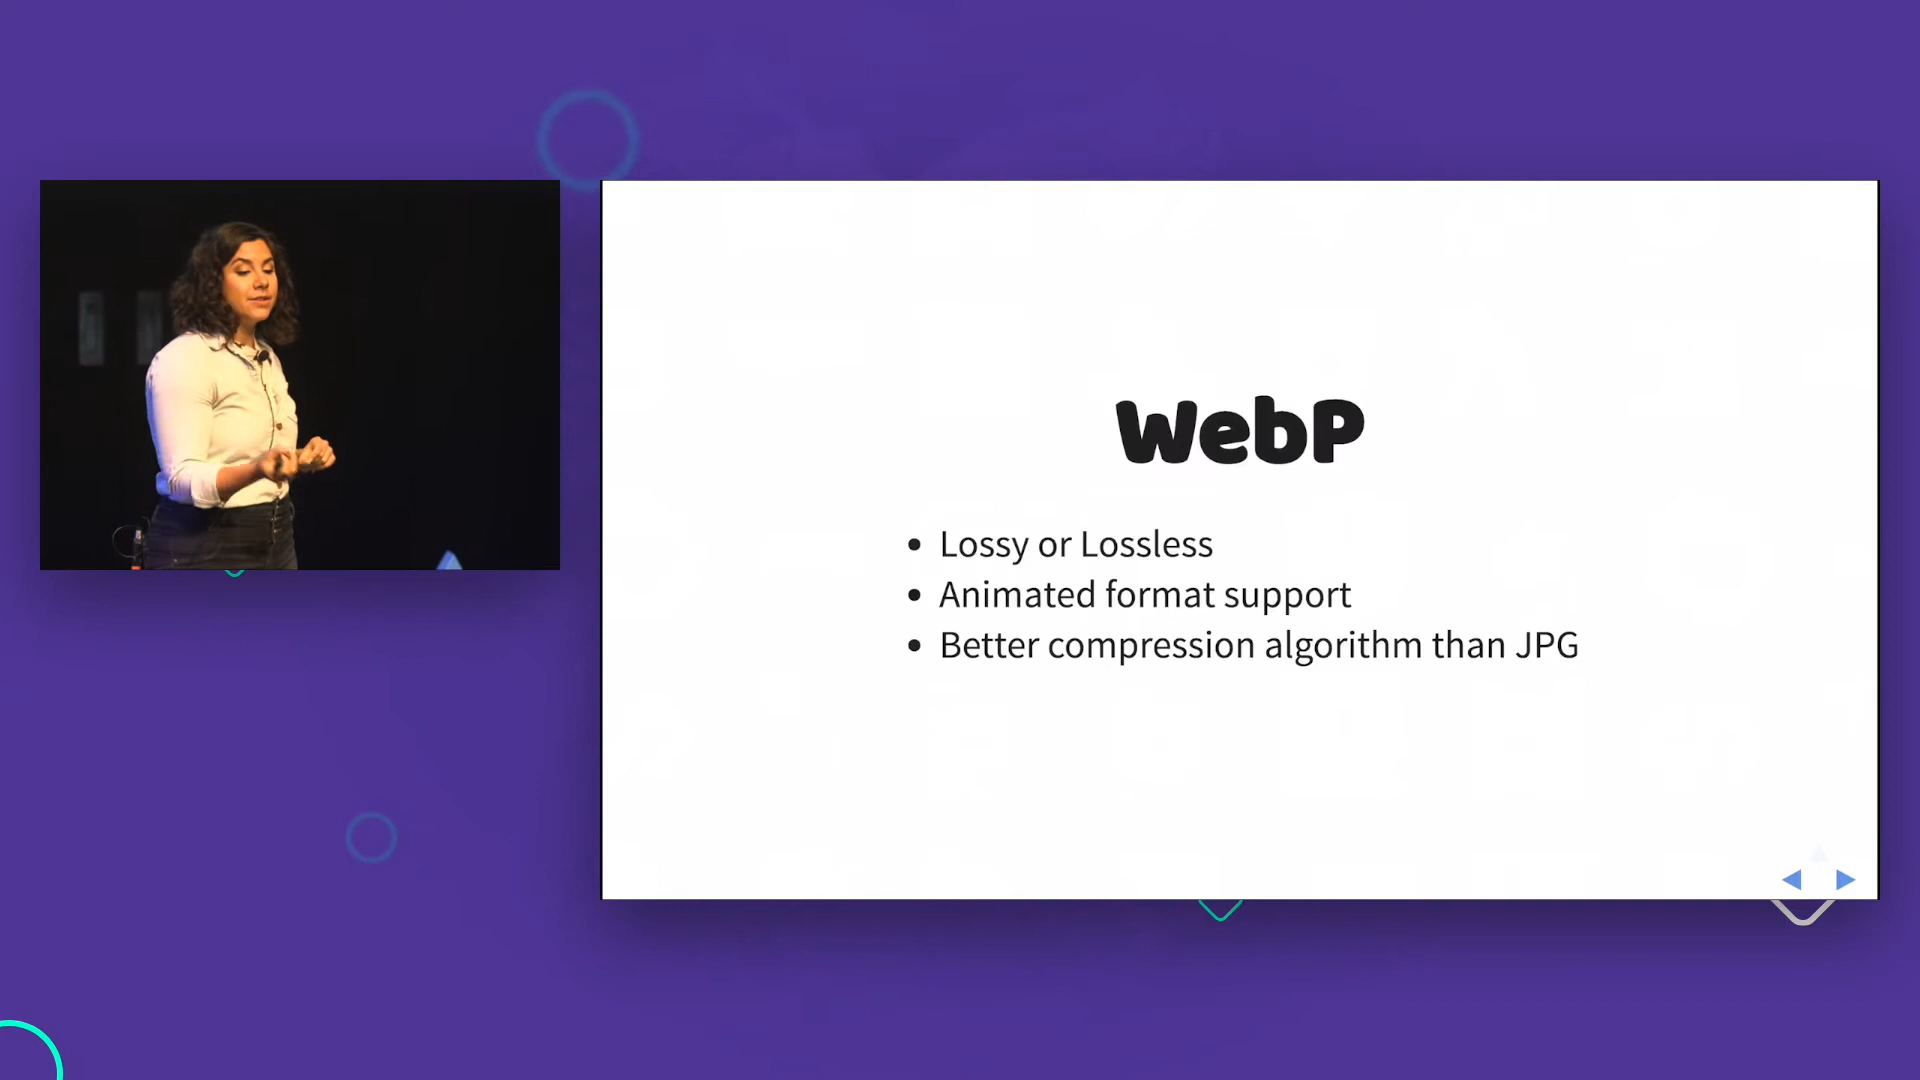 WebP
Lossy or Lossless
Animated format support
Better compression algorithm than JPG